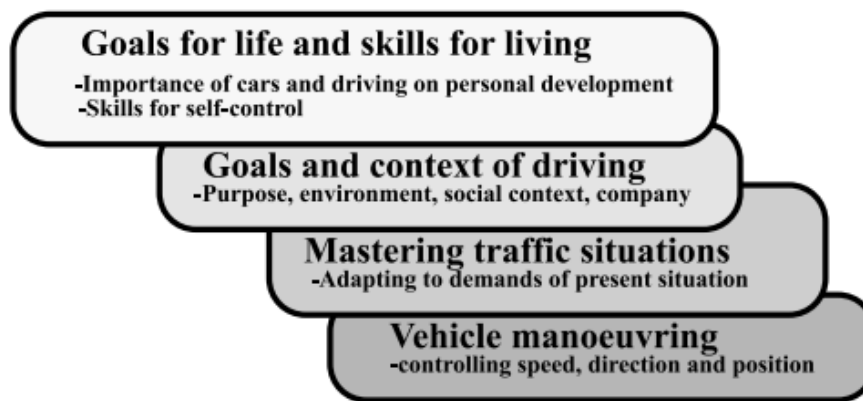 Goals for life and skills for living
-Importance of cars and driving on personal development
-Skills for self-control
Goals and context of driving
-Purpose, environment, social context, company
Mastering traffic situations
-Adapting to demands of present situation
Vehicle manoeuvring
-controlling speed, direction and position